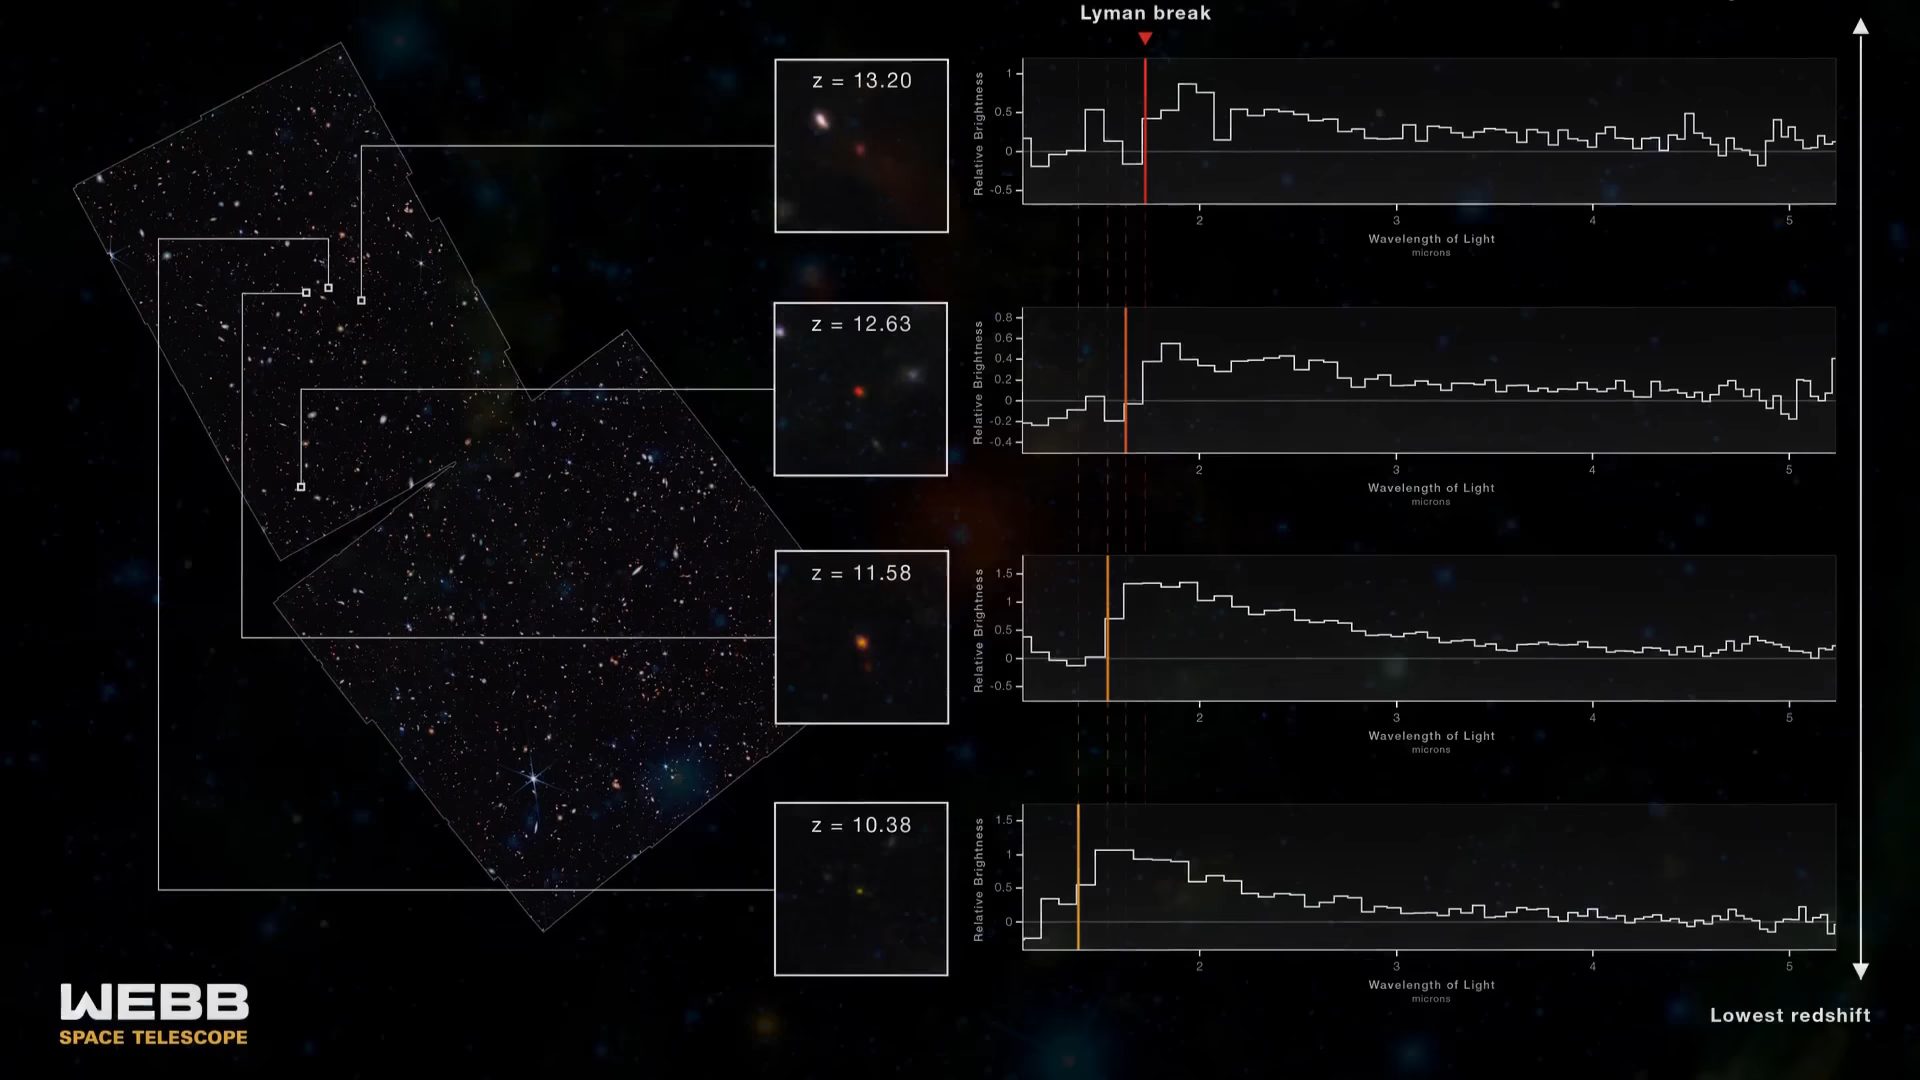 Lyman break
z = 13.20
Relative Brightness
1
0.5
0
-0.5
2
3
4
5
Wavelength of Light
microns
z = 12.63
Relative Brightness
0.8
0.6
0.4
0.2
0
-0.2
-0.4
2
3
4
5
Wavelength of Light
microns
z = 11.58
Relative Brightness
1.5
1
0.5
0
-0.5
2
3
4
5
Wavelength of Light
microns
z = 10.38
Relative Brightness
1.5
1
0.5
0
2
3
4
5
Wavelength of Light
microns
Lowest redshift
WEBB
SPACE TELESCOPE